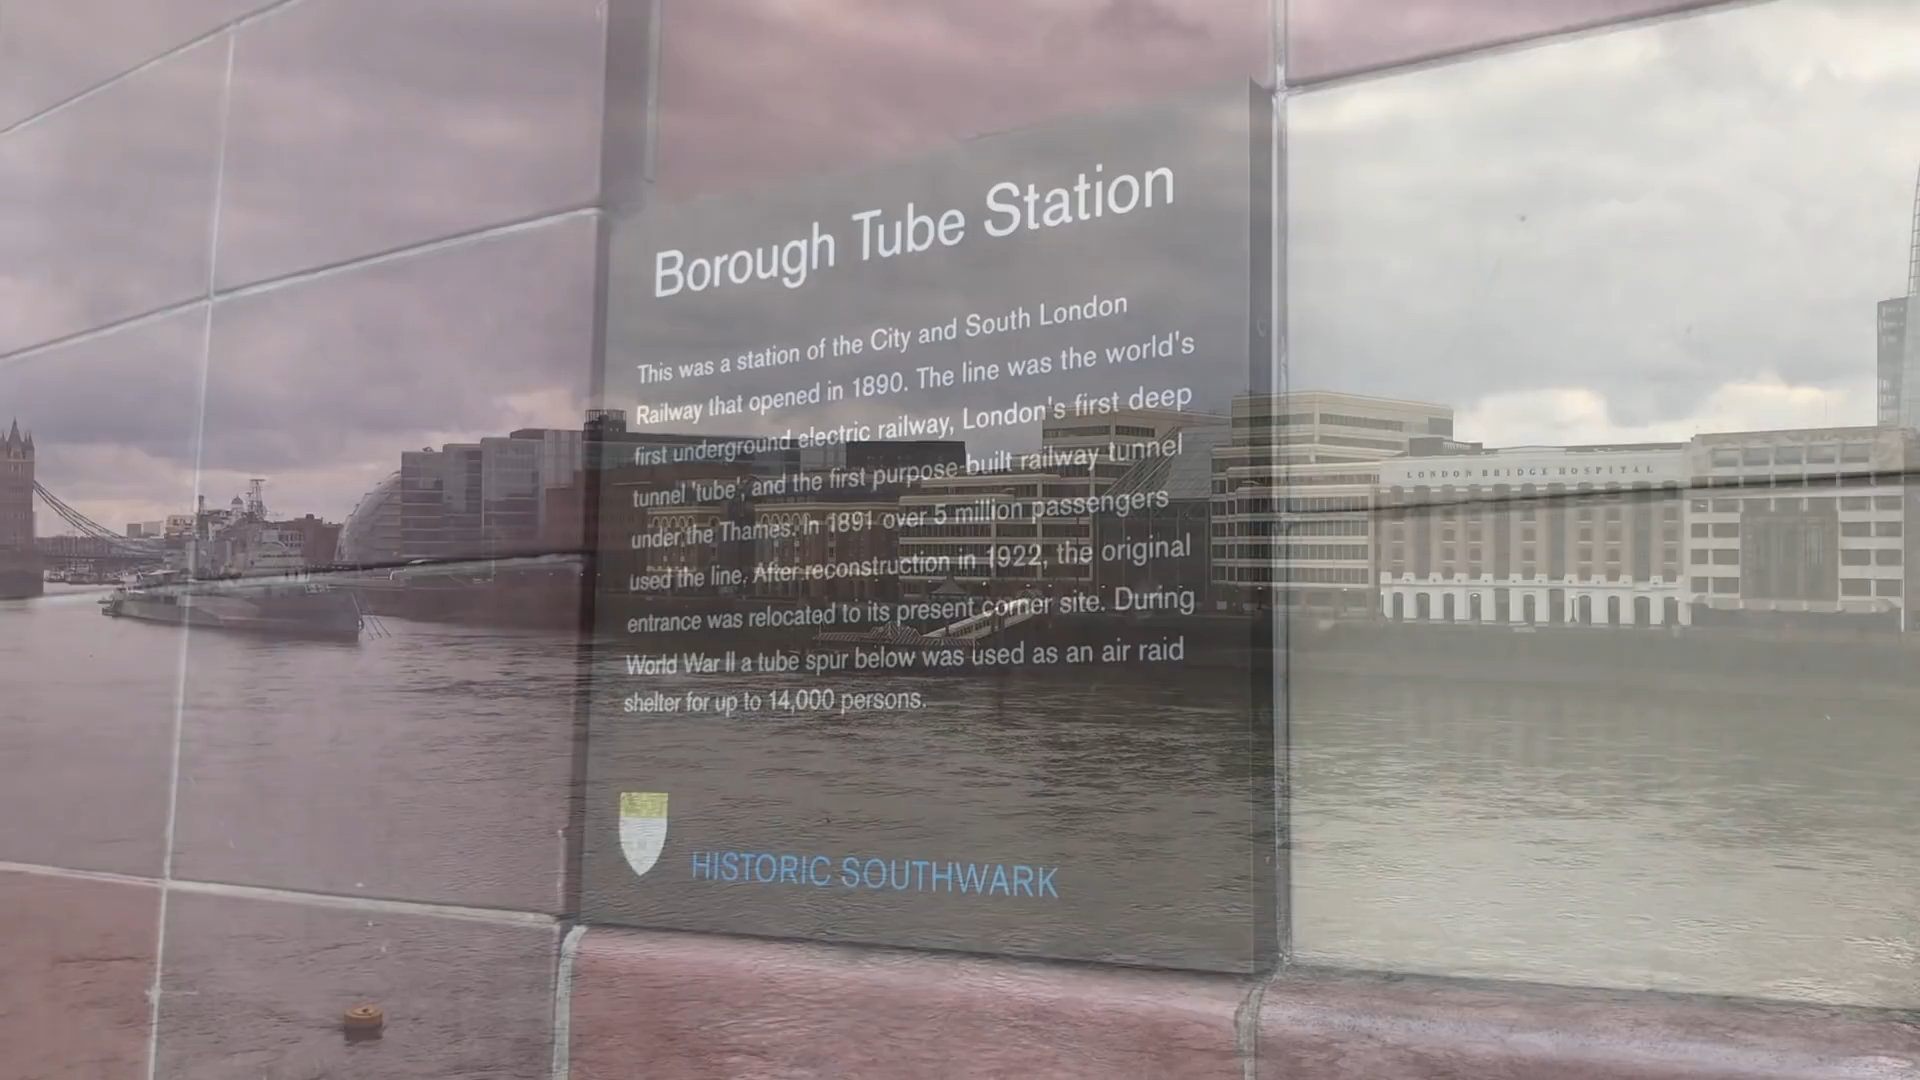 Borough Tube Station
This was a station of the City and South London
Railway that opened in 1890. The line was the world's
first underground electric railway, London's first deep
tunnel 'tube', and the first purpose-built railway tunnel
under the Thames. In 1891 over 5 million passengers
used the line. After reconstruction in 1922, the original
entrance was relocated to its present corner site. During
World War II a tube spur below was used as an air raid
shelter for up to 14,000 persons.
HISTORIC SOUTHWARK
LONDON BRIDGE HOSPITAL